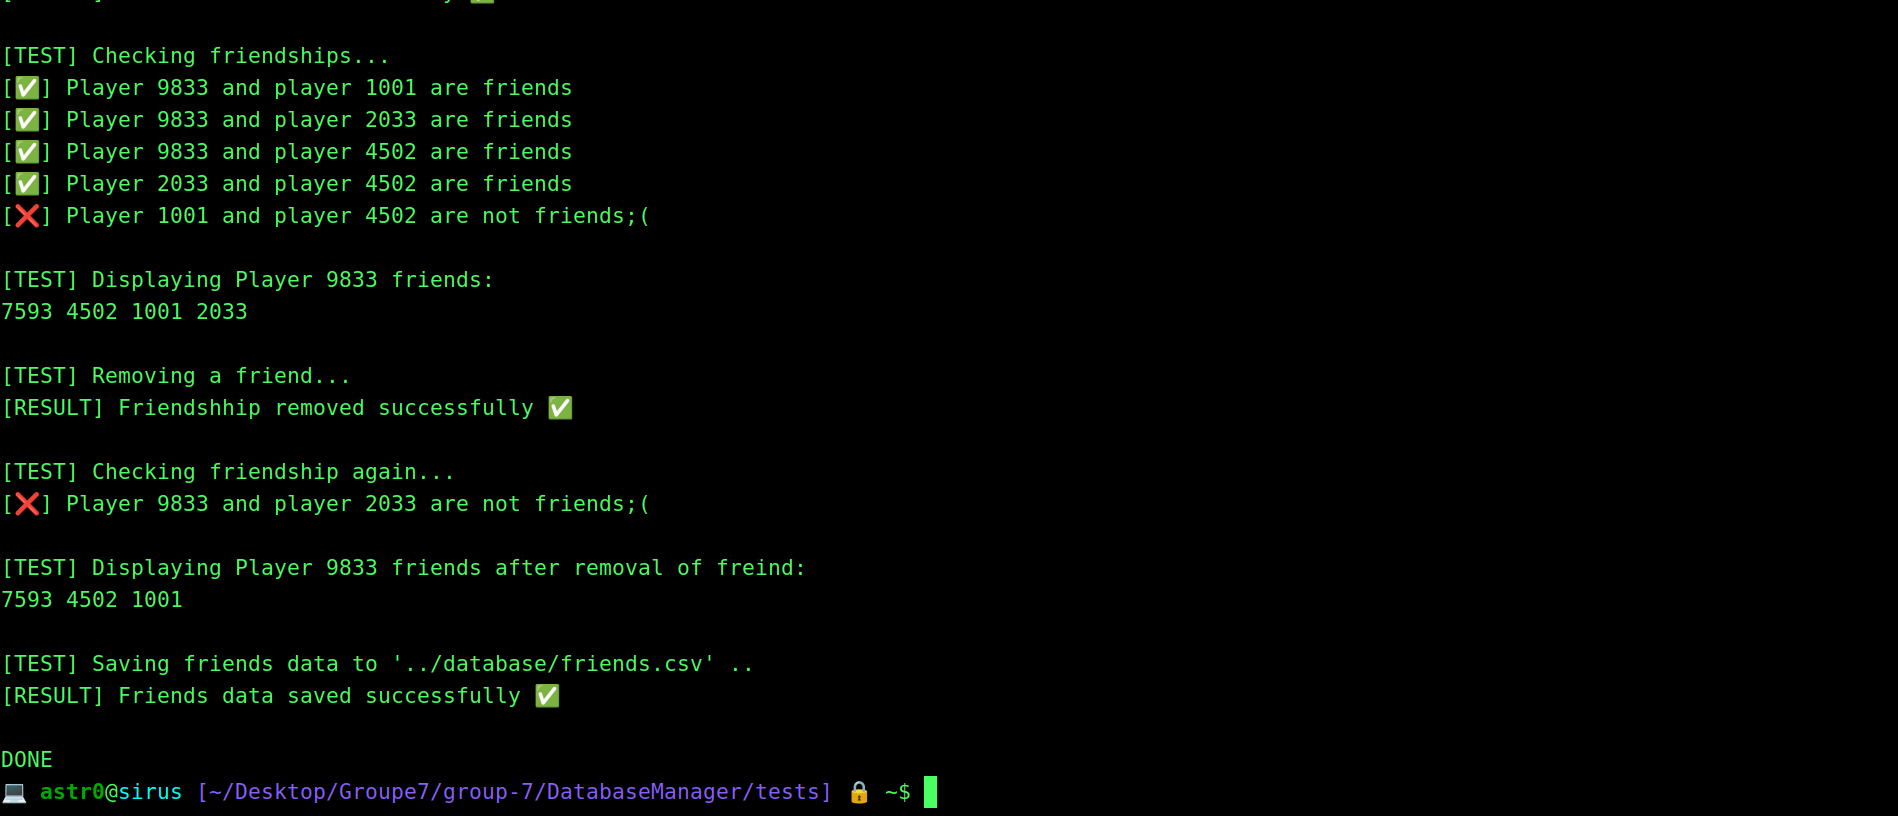 [TEST] Checking friendships...
[✅] Player 9833 and player 1001 are friends
[✅] Player 9833 and player 2033 are friends
[✅] Player 9833 and player 4502 are friends
[✅] Player 2033 and player 4502 are friends
[❌] Player 1001 and player 4502 are not friends;(
[TEST] Displaying Player 9833 friends:
7593 4502 1001 2033
[TEST] Removing a friend...
[RESULT] Friendshhip removed successfully ✅
[TEST] Checking friendship again...
[❌] Player 9833 and player 2033 are not friends;(
[TEST] Displaying Player 9833 friends after removal of freind:
7593 4502 1001
[TEST] Saving friends data to '../database/friends.csv' ..
[RESULT] Friends data saved successfully ✅
DONE
💻 astr0@sirus [~/Desktop/Groupe7/group-7/DatabaseManager/tests] 🔒 ~$